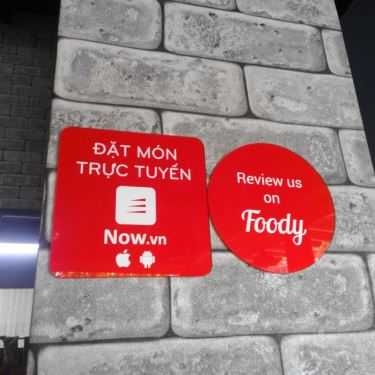 ĐẶT MÓN
TRỰC TUYẾN
Now.vn
Review us
on
Foody